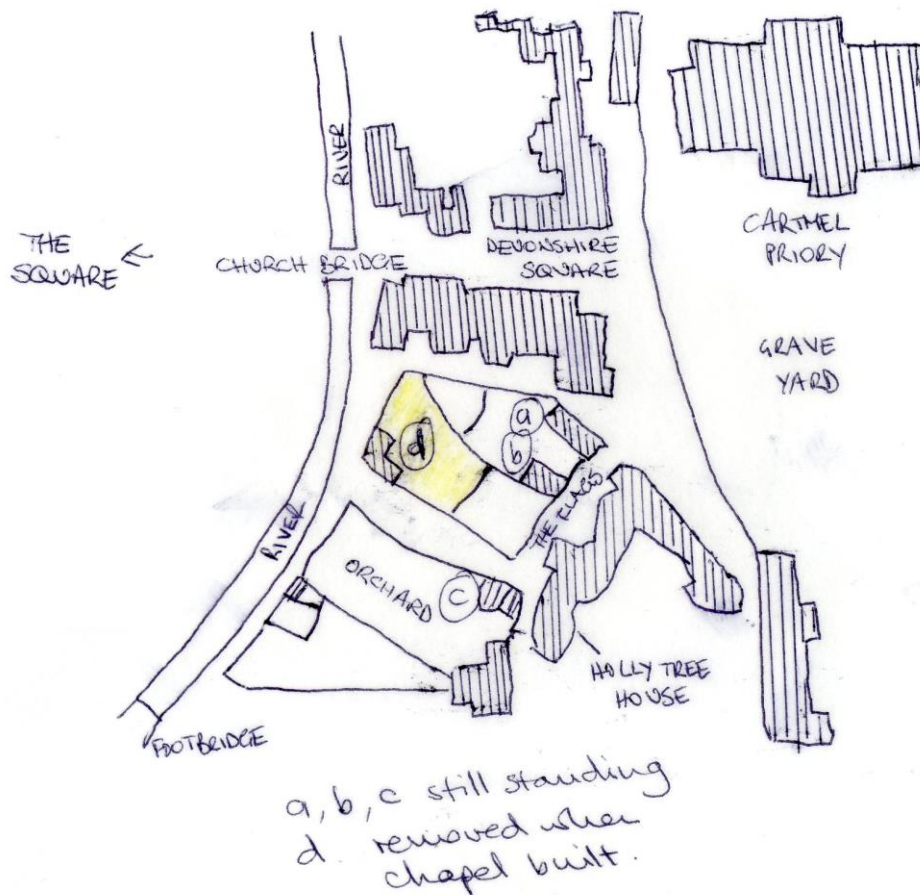 RIVER
THE
SQUARE
CHURCH BRIDGE
DEVONSHIRE
SQUARE
CARTMEL
PRIORY
GRAVE
YARD
a
b
d
THE FLAGS
RIVER
ORCHARD
c
HOLLY TREE
HOUSE
FOOTBRIDGE
a, b, c still standing
d. removed when
chapel built.